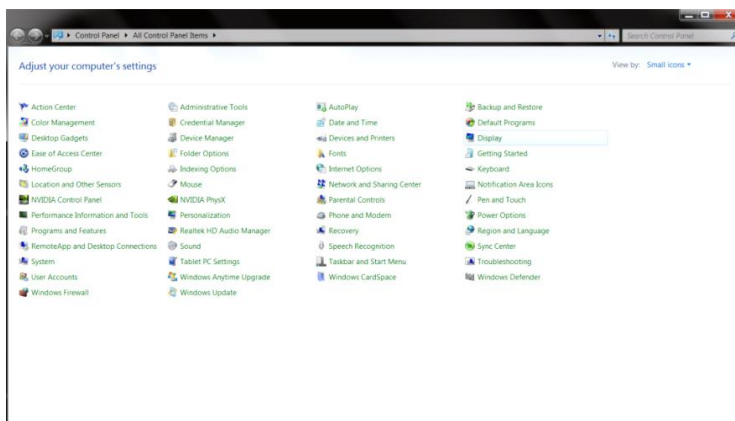 Control Panel ▸ All Control Panel Items ▸
Search Control Panel
Adjust your computer's settings
View by: Small icons
Action Center
Administrative Tools
AutoPlay
Backup and Restore
Color Management
Credential Manager
Date and Time
Default Programs
Desktop Gadgets
Device Manager
Devices and Printers
Display
Ease of Access Center
Folder Options
Fonts
Getting Started
HomeGroup
Indexing Options
Internet Options
Keyboard
Location and Other Sensors
Mouse
Network and Sharing Center
Notification Area Icons
NVIDIA Control Panel
NVIDIA PhysX
Parental Controls
Pen and Touch
Performance Information and Tools
Personalization
Phone and Modem
Power Options
Programs and Features
Realtek HD Audio Manager
Recovery
Region and Language
RemoteApp and Desktop Connections
Sound
Speech Recognition
Sync Center
System
Tablet PC Settings
Taskbar and Start Menu
Troubleshooting
User Accounts
Windows Anytime Upgrade
Windows CardSpace
Windows Defender
Windows Firewall
Windows Update